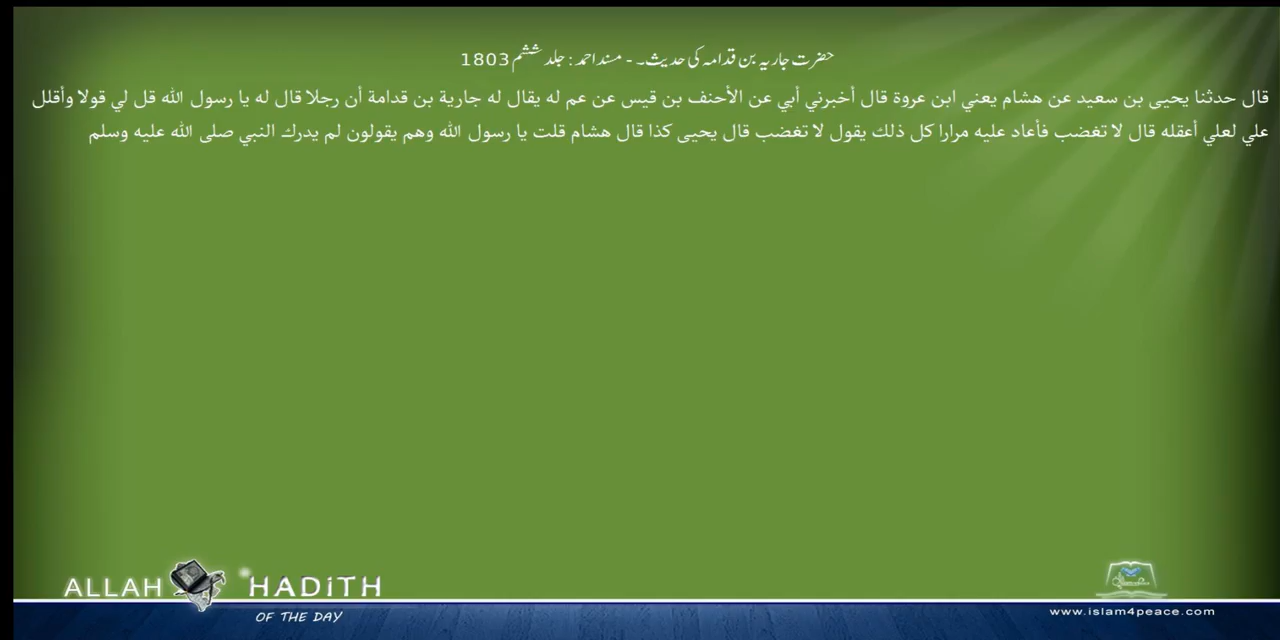 حضرت جاریہ بن قدامہ کی حدیث۔ - مسند احمد : جلد ششم 1803
قال حدثنا يحيى بن سعيد عن هشام يعني ابن عروة قال أخبرني أبي عن الأحنف بن قيس عن عم له يقال له جارية بن قدامة أن رجلا قال له يا رسول الله قل لي قولا وأقلل
علي لعلي أعقله قال لا تغضب فأعاد عليه مرارا كل ذلك يقول لا تغضب قال يحيى كذا قال هشام قلت يا رسول الله وهم يقولون لم يدرك النبي صلى الله عليه وسلم
ALLAH HADITH
OF THE DAY
www.islam4peace.com